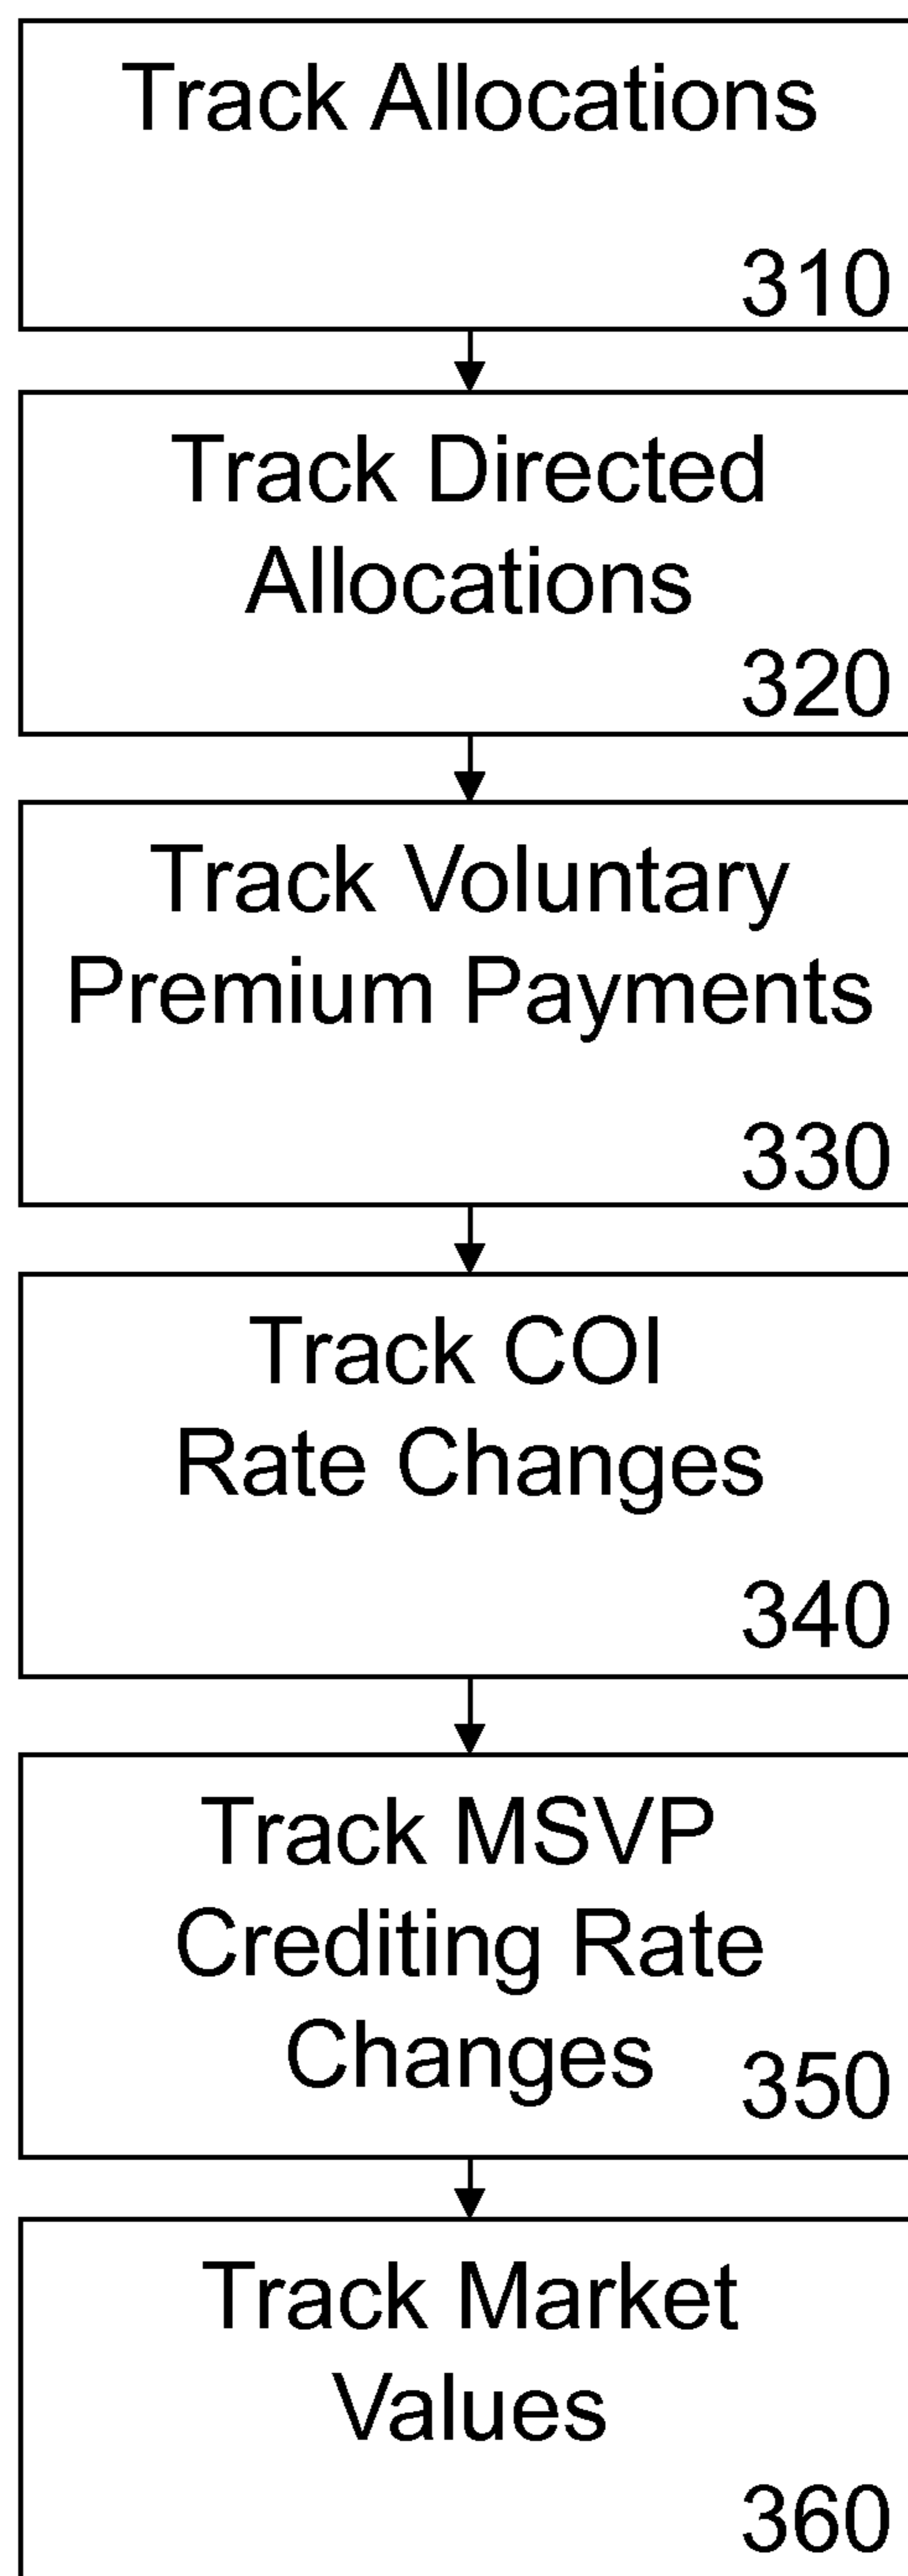 Track Allocations
310
Track Directed
Allocations
320
Track Voluntary
Premium Payments
330
Track COI
Rate Changes
340
Track MSVP
Crediting Rate
Changes
350
Track Market
Values
360